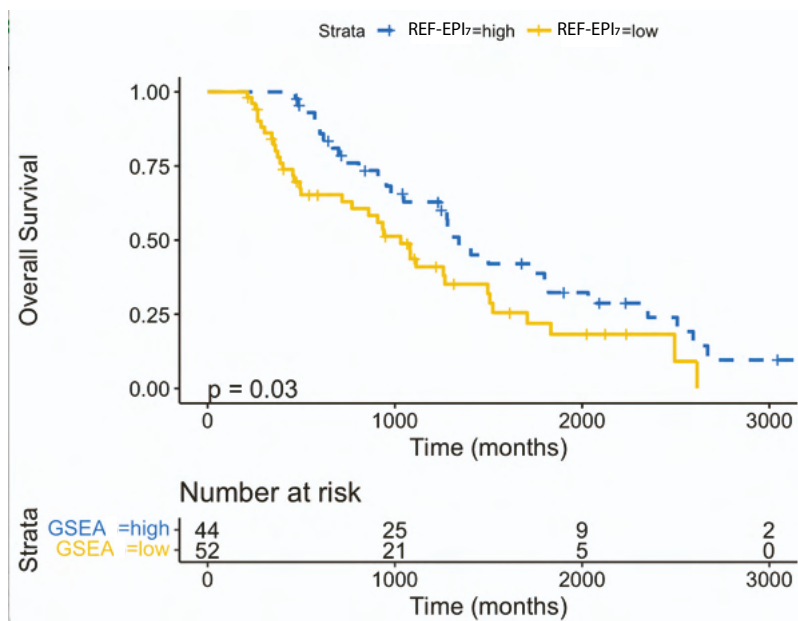 Strata REF-EPI₇=high REF-EPI₇=low
Overall Survival
1.00
0.75
0.50
0.25
0.00
p = 0.03
0 1000 2000 3000
Time (months)
Number at risk
Strata
GSEA =high 44 25 9 2
GSEA =low 52 21 5 0
0 1000 2000 3000
Time (months)